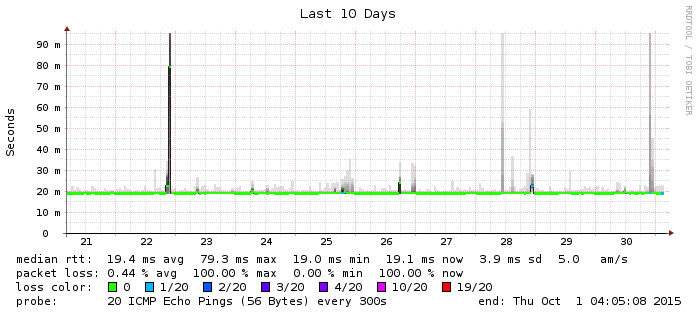 Last 10 Days
RRDTOOL / TOBI OETIKER
Seconds
90 m
80 m
70 m
60 m
50 m
40 m
30 m
20 m
10 m
0
21 22 23 24 25 26 27 28 29 30
median rtt: 19.4 ms avg 79.3 ms max 19.0 ms min 19.1 ms now 3.9 ms sd 5.0 am/s
packet loss: 0.44 % avg 100.00 % max 0.00 % min 100.00 % now
loss color: 0 1/20 2/20 3/20 4/20 10/20 19/20
probe: 20 ICMP Echo Pings (56 Bytes) every 300s end: Thu Oct 1 04:05:08 2015